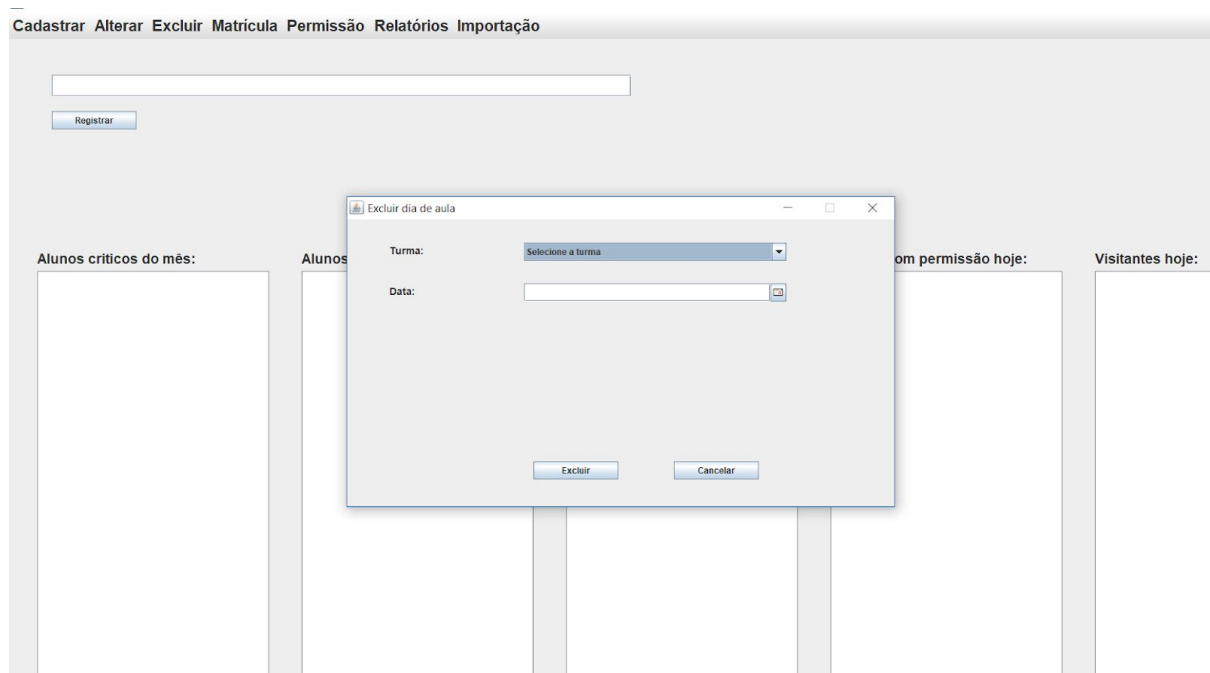 Cadastrar Alterar Excluir Matrícula Permissão Relatórios Importação
Registrar
Alunos críticos do mês:
Alunos
om permissão hoje:
Visitantes hoje:
Excluir dia de aula
Turma:
Selecione a turma
Data:
Excluir
Cancelar